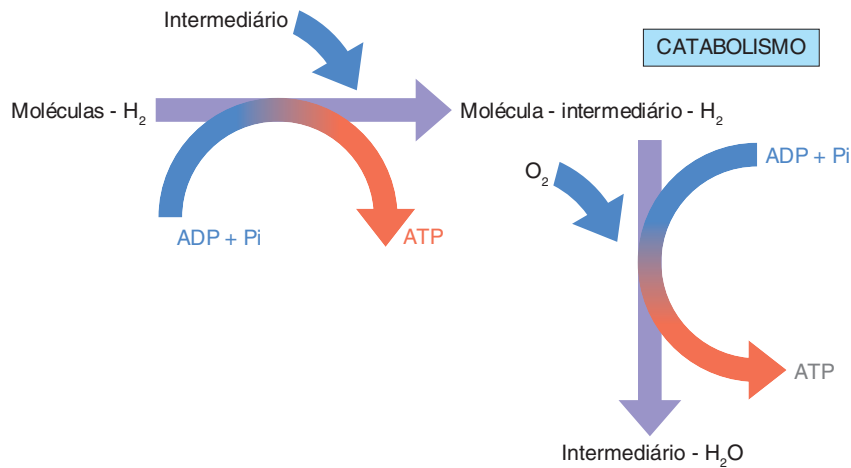 Intermediário
CATABOLISMO
Moléculas - H₂
Molécula - intermediário - H₂
ADP + Pi
ATP
O₂
ADP + Pi
ATP
Intermediário - H₂O